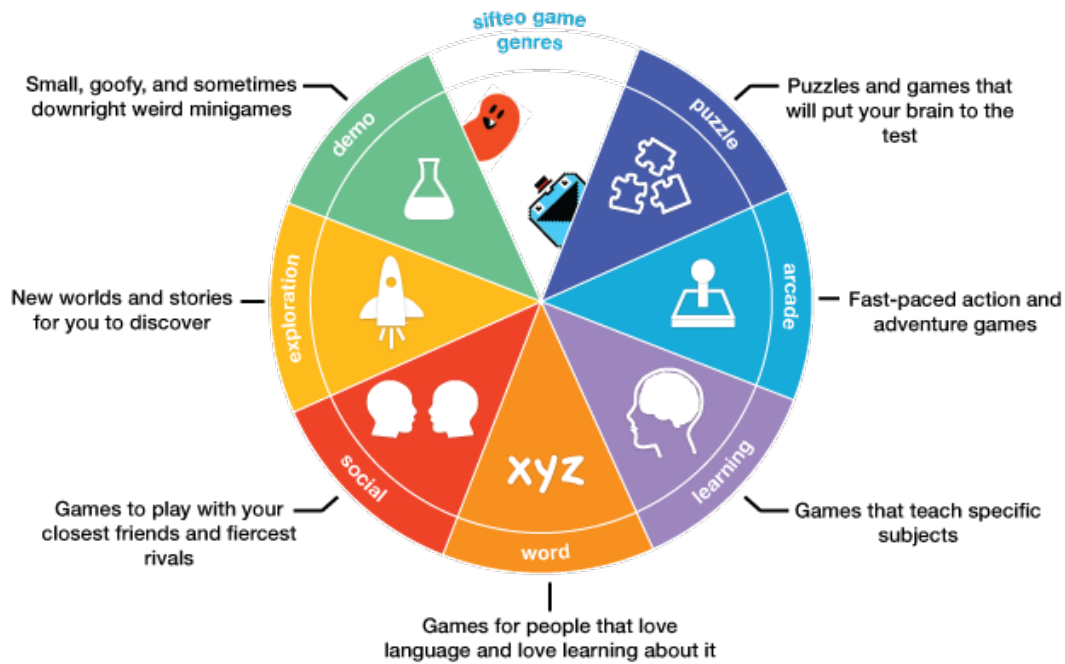 sifteo game
genres
puzzle
Puzzles and games that
will put your brain to the
test
arcade
Fast-paced action and
adventure games
learning
Games that teach specific
subjects
xyz
word
Games for people that love
language and love learning about it
social
Games to play with your
closest friends and fiercest
rivals
exploration
New worlds and stories
for you to discover
demo
Small, goofy, and sometimes
downright weird minigames